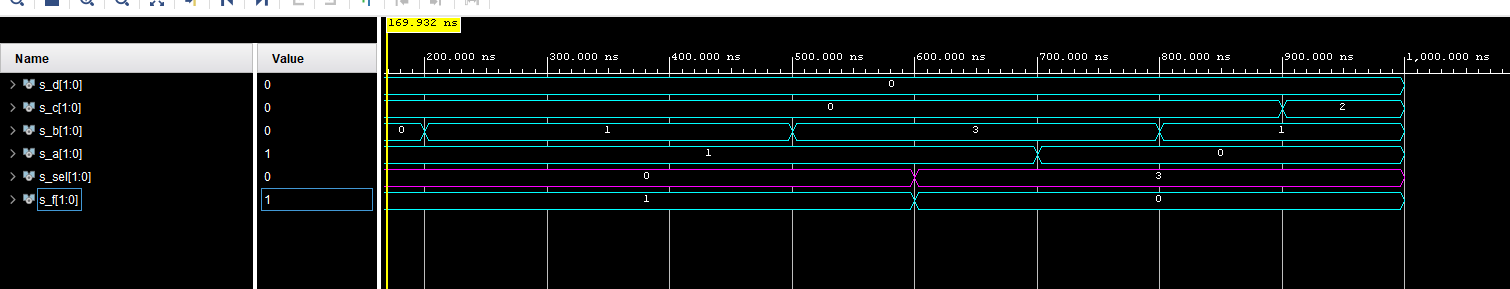 169.932 ns
Name Value
200.000 ns 300.000 ns 400.000 ns 500.000 ns 600.000 ns 700.000 ns 800.000 ns 900.000 ns 1,000.000 ns
s_d[1:0] 0 0
s_c[1:0] 0 0 2
s_b[1:0] 0 0 1 3 1
s_a[1:0] 1 1 0
s_sel[1:0] 0 0 3
s_f[1:0] 1 1 0